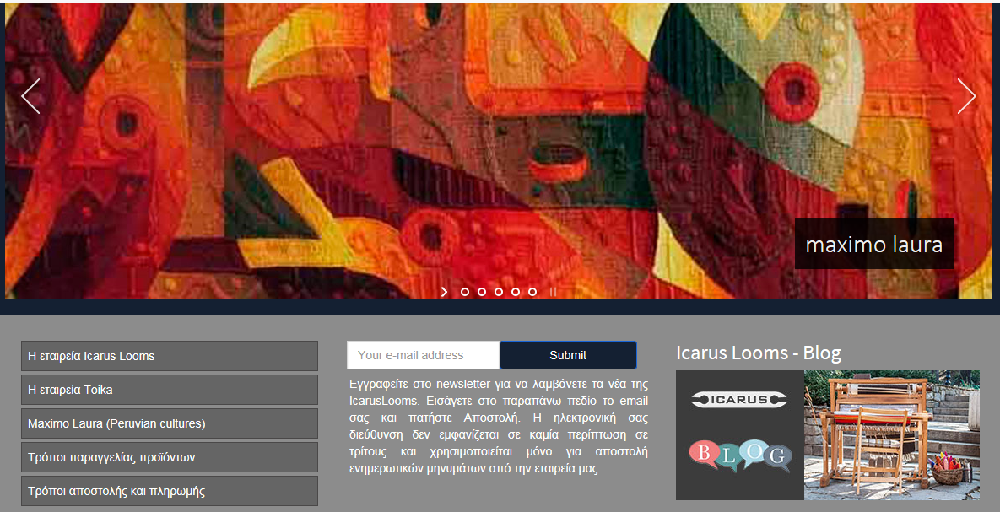 maximo laura
Η εταιρεία Icarus Looms
Η εταιρεία Toika
Maximo Laura (Peruvian cultures)
Τρόποι παραγγελίας προϊόντων
Τρόποι αποστολής και πληρωμής
Your e-mail address
Submit
Εγγραφείτε στο newsletter για να λαμβάνετε τα νέα της
IcarusLooms. Εισάγετε στο παραπάνω πεδίο το email
σας και πατήστε Αποστολή. Η ηλεκτρονική σας
διεύθυνση δεν εμφανίζεται σε καμία περίπτωση σε
τρίτους και χρησιμοποιείται μόνο για αποστολή
ενημερωτικών μηνυμάτων από την εταιρεία μας.
Icarus Looms - Blog
ICARUS
BLOG